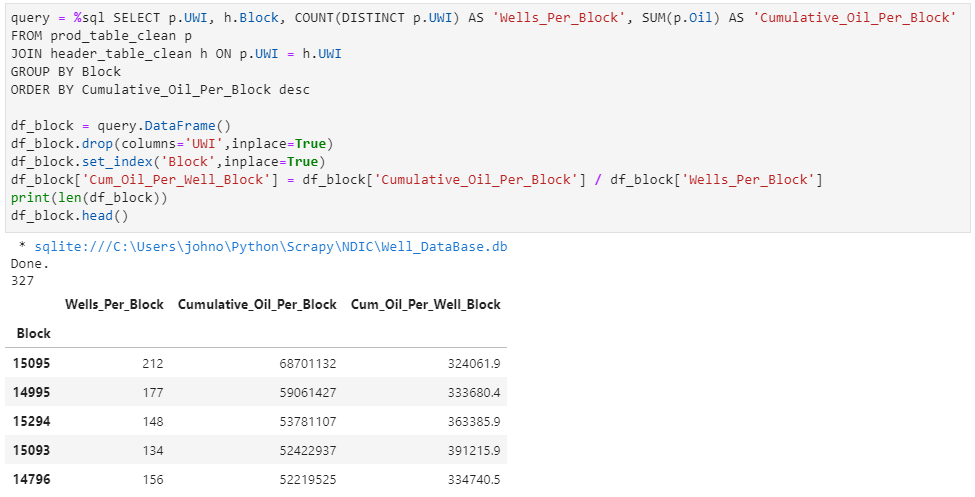 query = %sql SELECT p.UWI, h.Block, COUNT(DISTINCT p.UWI) AS 'Wells_Per_Block', SUM(p.Oil) AS 'Cumulative_Oil_Per_Block'
FROM prod_table_clean p
JOIN header_table_clean h ON p.UWI = h.UWI
GROUP BY Block
ORDER BY Cumulative_Oil_Per_Block desc
df_block = query.DataFrame()
df_block.drop(columns='UWI',inplace=True)
df_block.set_index('Block',inplace=True)
df_block['Cum_Oil_Per_Well_Block'] = df_block['Cumulative_Oil_Per_Block'] / df_block['Wells_Per_Block']
print(len(df_block))
df_block.head()
* sqlite:///C:\Users\johno\Python\Scrapy\NDIC\Well_DataBase.db
Done.
327
Wells_Per_Block Cumulative_Oil_Per_Block Cum_Oil_Per_Well_Block
Block
15095 212 68701132 324061.9
14995 177 59061427 333680.4
15294 148 53781107 363385.9
15093 134 52422937 391215.9
14796 156 52219525 334740.5